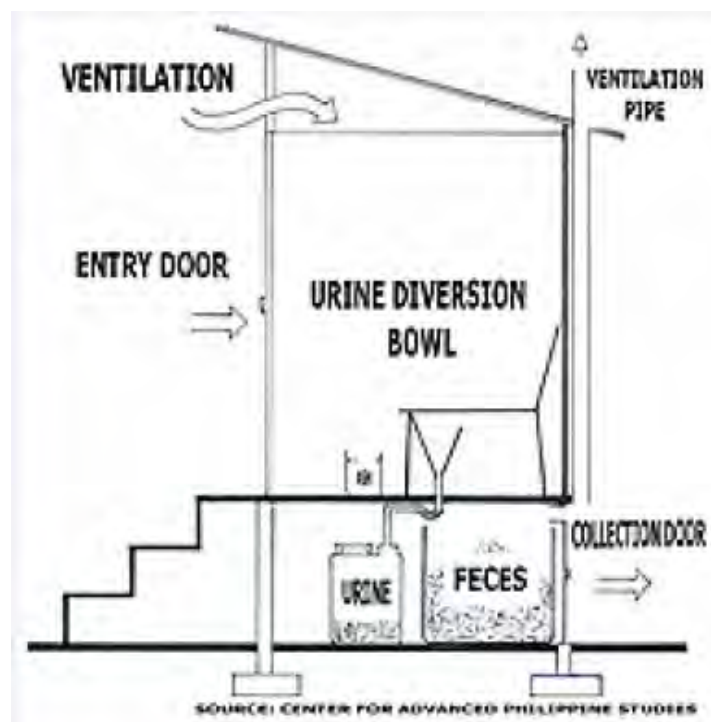 VENTILATION
VENTILATION
PIPE
ENTRY DOOR
URINE DIVERSION
BOWL
COLLECTION DOOR
URINE
FECES
SOURCE: CENTER FOR ADVANCED PHILIPPINE STUDIES